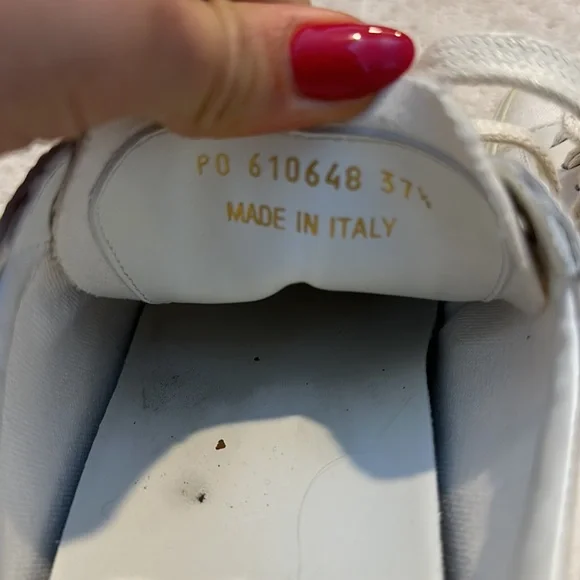 PO 610648 37½
MADE IN ITALY